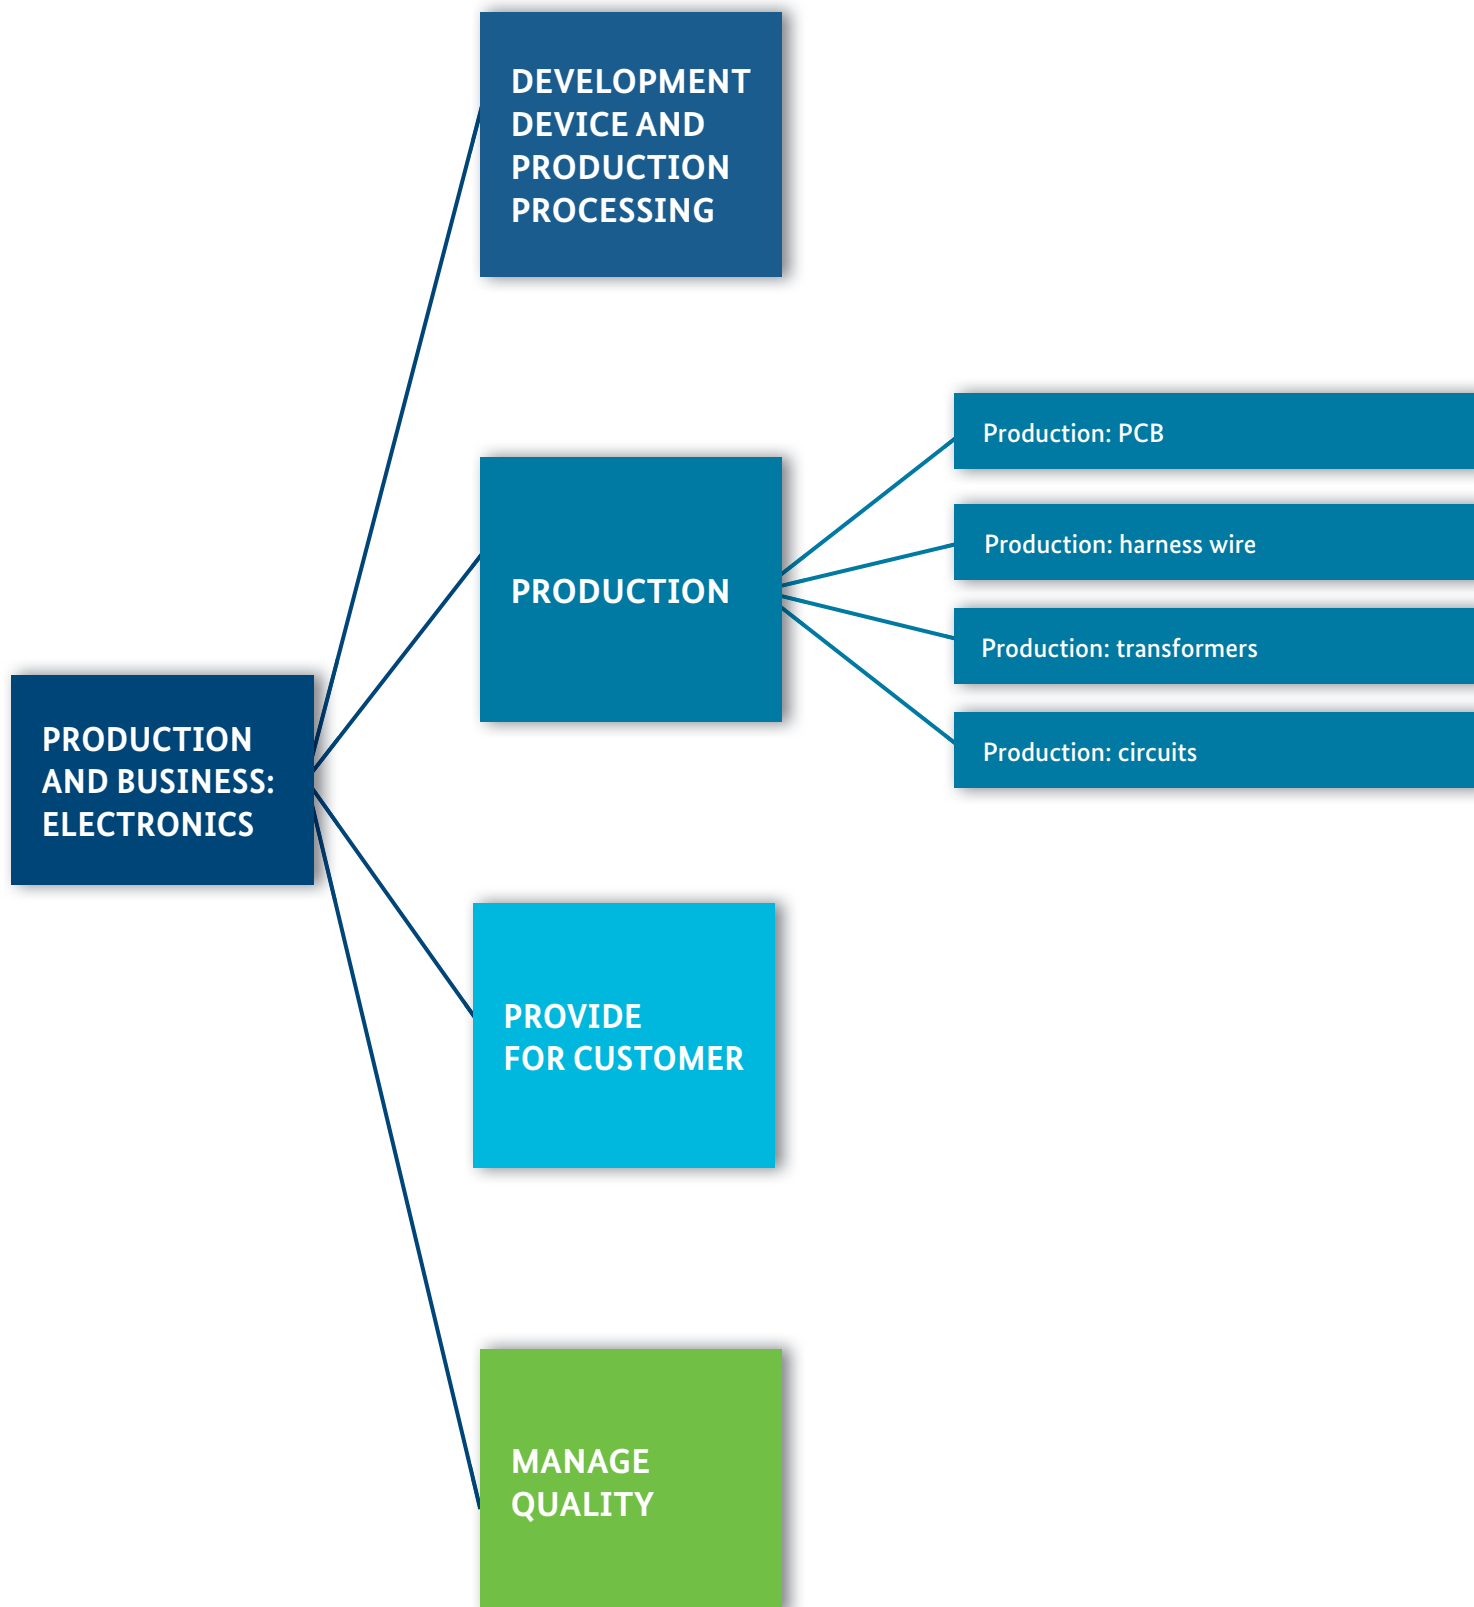 DEVELOPMENT
DEVICE AND
PRODUCTION
PROCESSING
Production: PCB
Production: harness wire
PRODUCTION
Production: transformers
Production: circuits
PRODUCTION
AND BUSINESS:
ELECTRONICS
PROVIDE
FOR CUSTOMER
MANAGE
QUALITY